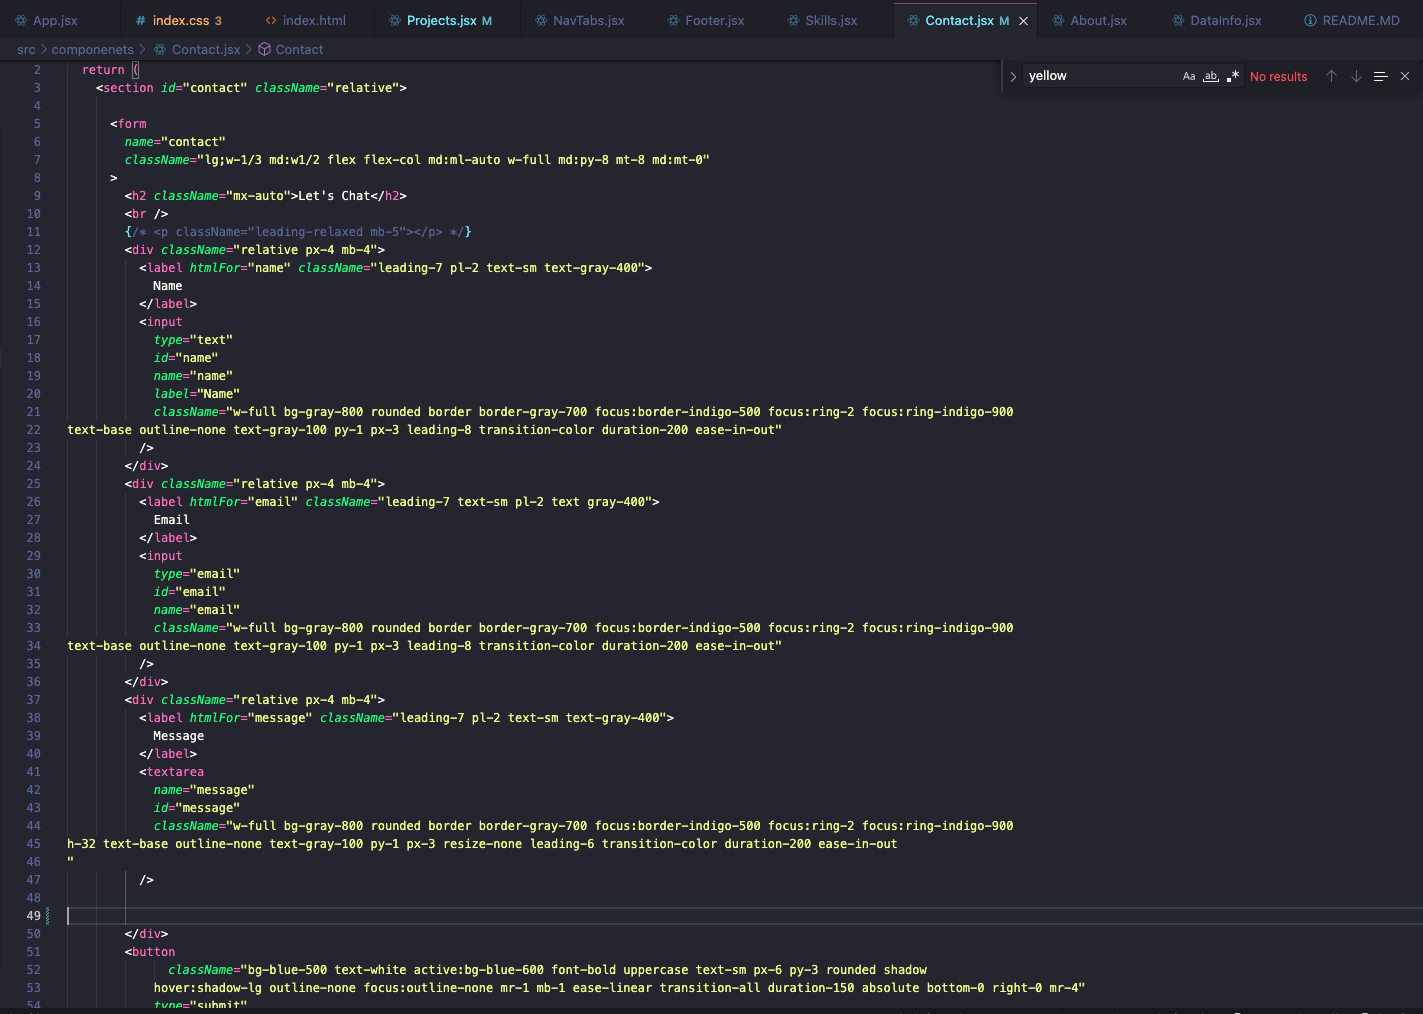 App.jsx
# index.css 3
<> index.html
Projects.jsx M
NavTabs.jsx
Footer.jsx
Skills.jsx
Contact.jsx M ×
About.jsx
DataInfo.jsx
README.MD
src > componenets > Contact.jsx > Contact
yellow Aa ab .* No results
2 return (
3 <section id="contact" className="relative">
4
5 <form
6 name="contact"
7 className="lg;w-1/3 md:w1/2 flex flex-col md:ml-auto w-full md:py-8 mt-8 md:mt-0"
8 >
9 <h2 className="mx-auto">Let's Chat</h2>
10 <br />
11 {/* <p className="leading-relaxed mb-5"></p> */}
12 <div className="relative px-4 mb-4">
13 <label htmlFor="name" className="leading-7 pl-2 text-sm text-gray-400">
14 Name
15 </label>
16 <input
17 type="text"
18 id="name"
19 name="name"
20 label="Name"
21 className="w-full bg-gray-800 rounded border border-gray-700 focus:border-indigo-500 focus:ring-2 focus:ring-indigo-900
22 text-base outline-none text-gray-100 py-1 px-3 leading-8 transition-color duration-200 ease-in-out"
23 />
24 </div>
25 <div className="relative px-4 mb-4">
26 <label htmlFor="email" className="leading-7 text-sm pl-2 text gray-400">
27 Email
28 </label>
29 <input
30 type="email"
31 id="email"
32 name="email"
33 className="w-full bg-gray-800 rounded border border-gray-700 focus:border-indigo-500 focus:ring-2 focus:ring-indigo-900
34 text-base outline-none text-gray-100 py-1 px-3 leading-8 transition-color duration-200 ease-in-out"
35 />
36 </div>
37 <div className="relative px-4 mb-4">
38 <label htmlFor="message" className="leading-7 pl-2 text-sm text-gray-400">
39 Message
40 </label>
41 <textarea
42 name="message"
43 id="message"
44 className="w-full bg-gray-800 rounded border border-gray-700 focus:border-indigo-500 focus:ring-2 focus:ring-indigo-900
45 h-32 text-base outline-none text-gray-100 py-1 px-3 resize-none leading-6 transition-color duration-200 ease-in-out
46 "
47 />
48
49
50 </div>
51 <button
52 className="bg-blue-500 text-white active:bg-blue-600 font-bold uppercase text-sm px-6 py-3 rounded shadow
53 hover:shadow-lg outline-none focus:outline-none mr-1 mb-1 ease-linear transition-all duration-150 absolute bottom-0 right-0 mr-4"
54 type="submit"